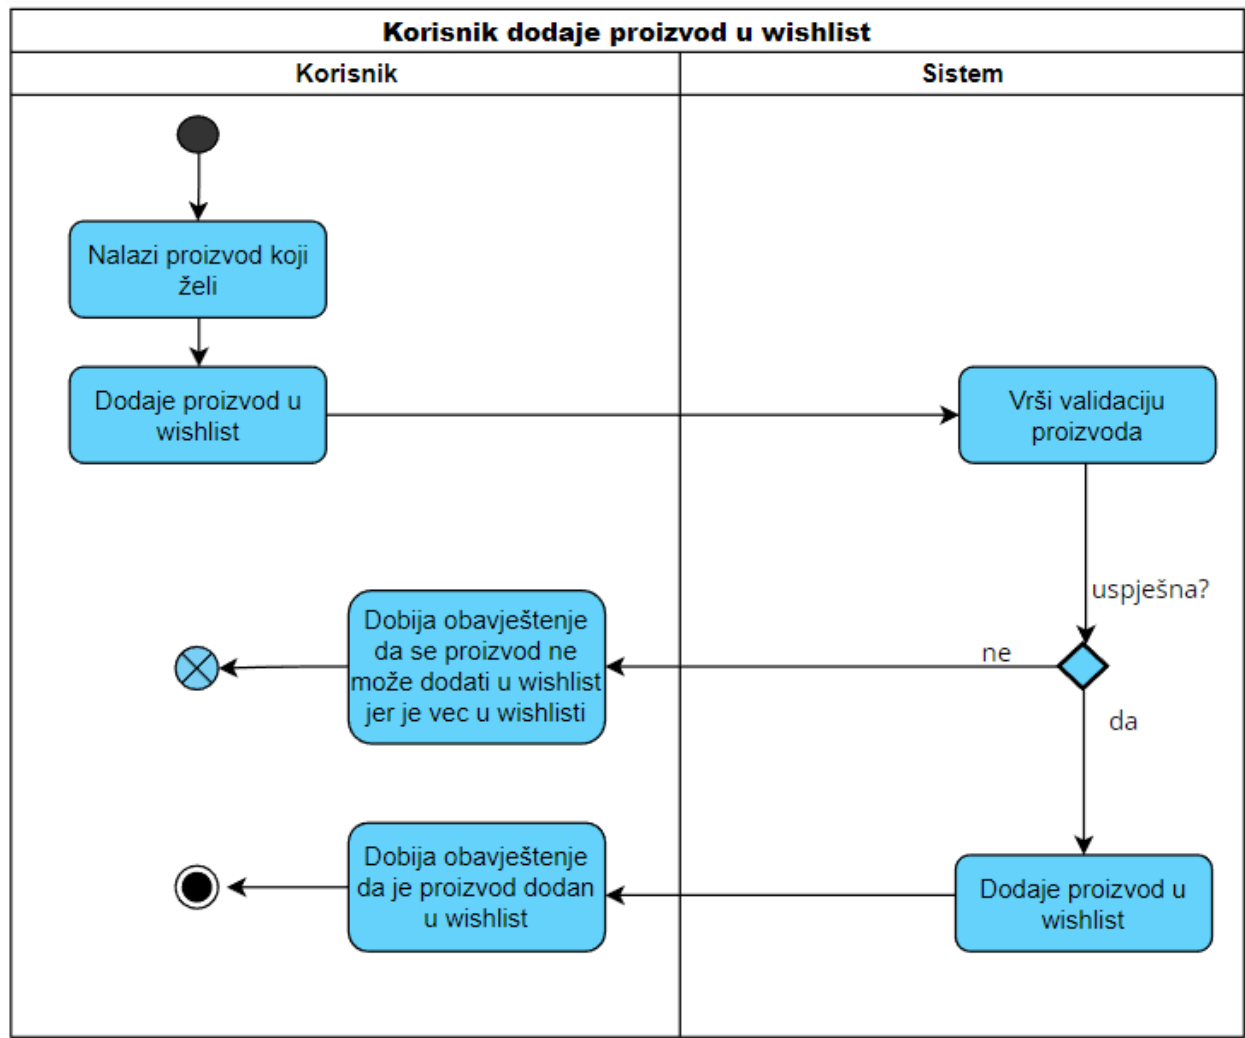 Korisnik dodaje proizvod u wishlist
Korisnik
Sistem
Nalazi proizvod koji
želi
Dodaje proizvod u
wishlist
Vrši validaciju
proizvoda
uspješna?
ne
da
Dobija obavještenje
da se proizvod ne
može dodati u wishlist
jer je vec u wishlisti
Dodaje proizvod u
wishlist
Dobija obavještenje
da je proizvod dodan
u wishlist